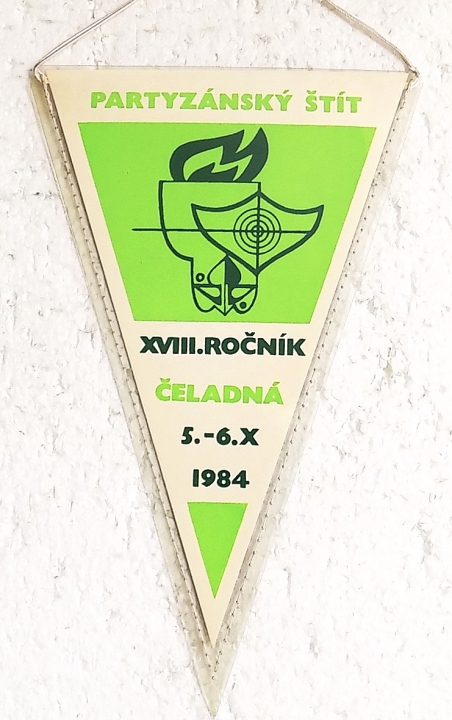 PARTYZÁNSKÝ ŠTÍT
XVIII.ROČNÍK
ČELADNÁ
5.-6.X
1984